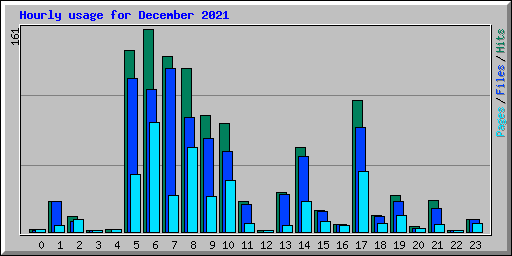 Hourly usage for December 2021
161
Pages / Files / Hits
0 1 2 3 4 5 6 7 8 9 10 11 12 13 14 15 16 17 18 19 20 21 22 23